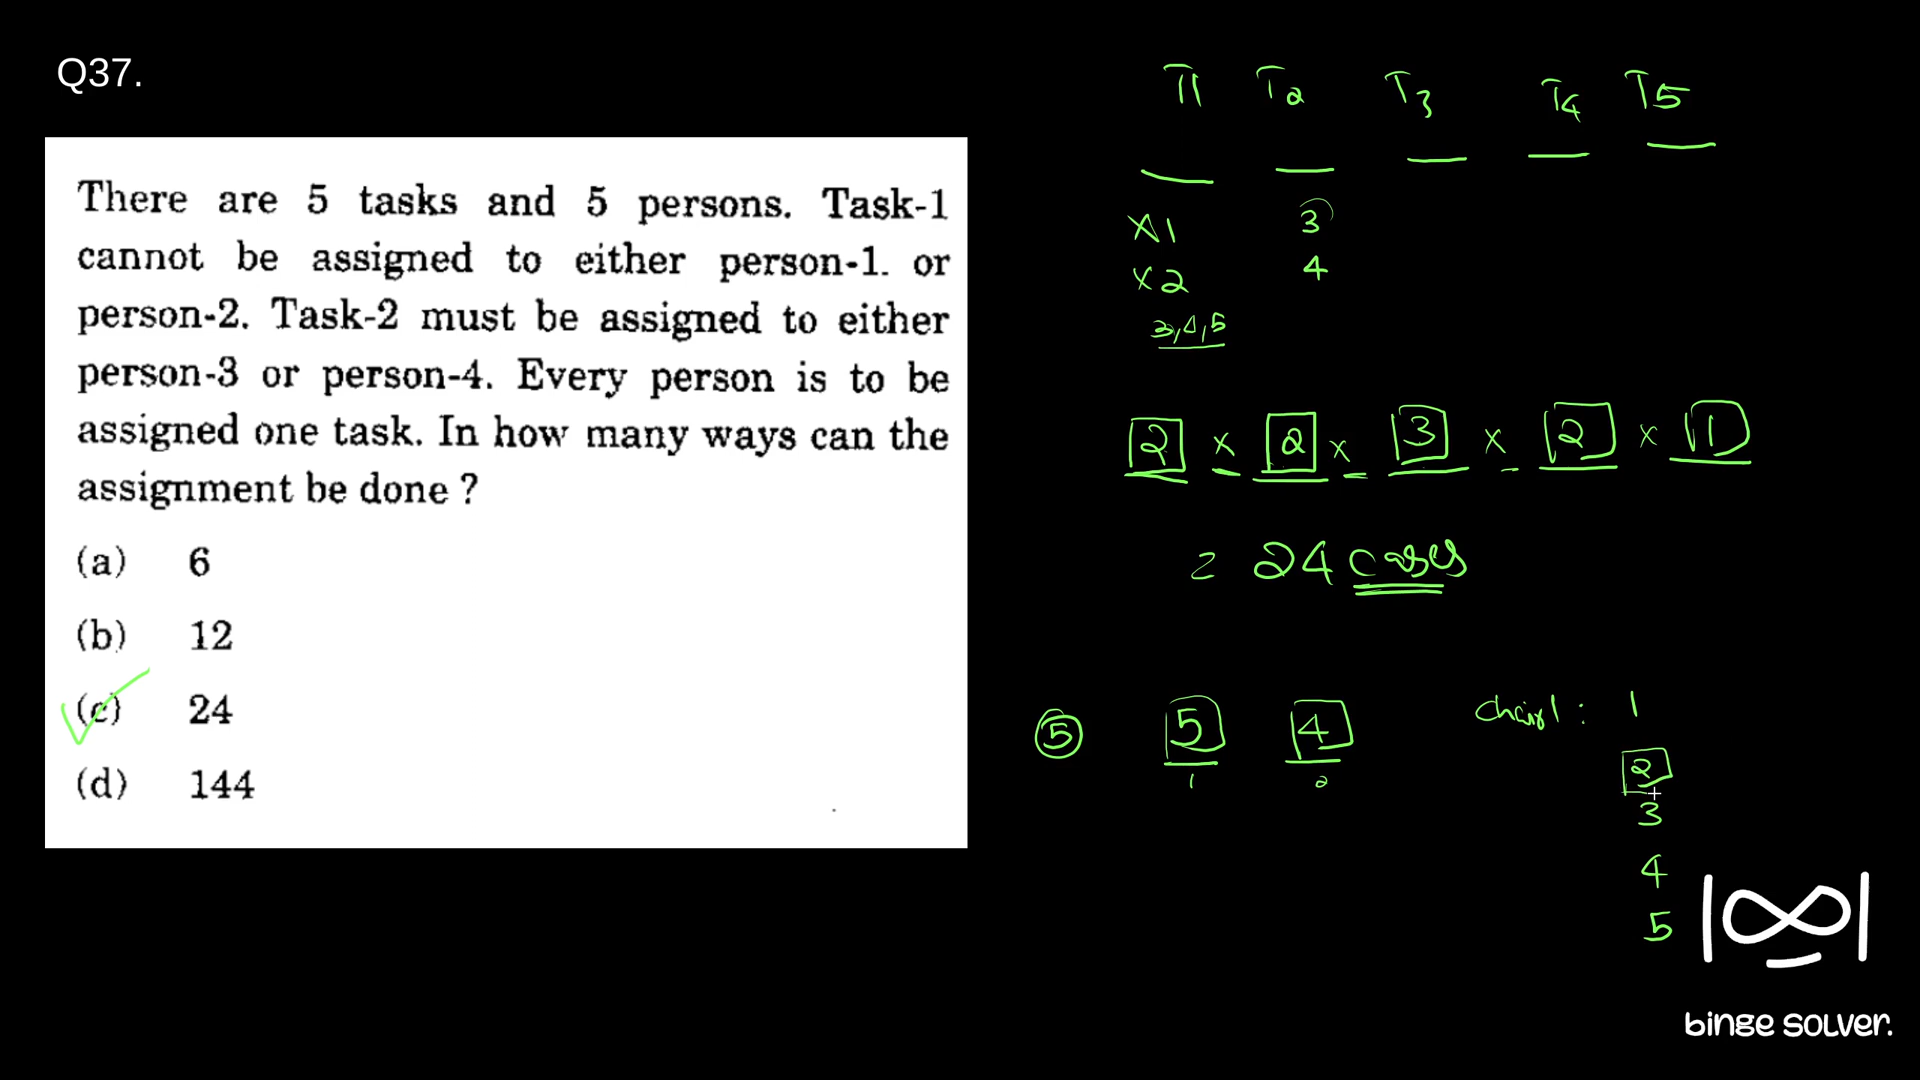 Q37.
There are 5 tasks and 5 persons. Task-1
cannot be assigned to either person-1. or
person-2. Task-2 must be assigned to either
person-3 or person-4. Every person is to be
assigned one task. In how many ways can the
assignment be done ?
(a) 6
(b) 12
(c) 24
(d) 144
T1 T2 T3 T4 T5
X1 3
X2 4
3,4,5
2 x 2 x 3 x 2 x 1
= 24 cases
5 5 4 chair1 : 1
1 2
2
3
4
5
binge solver.